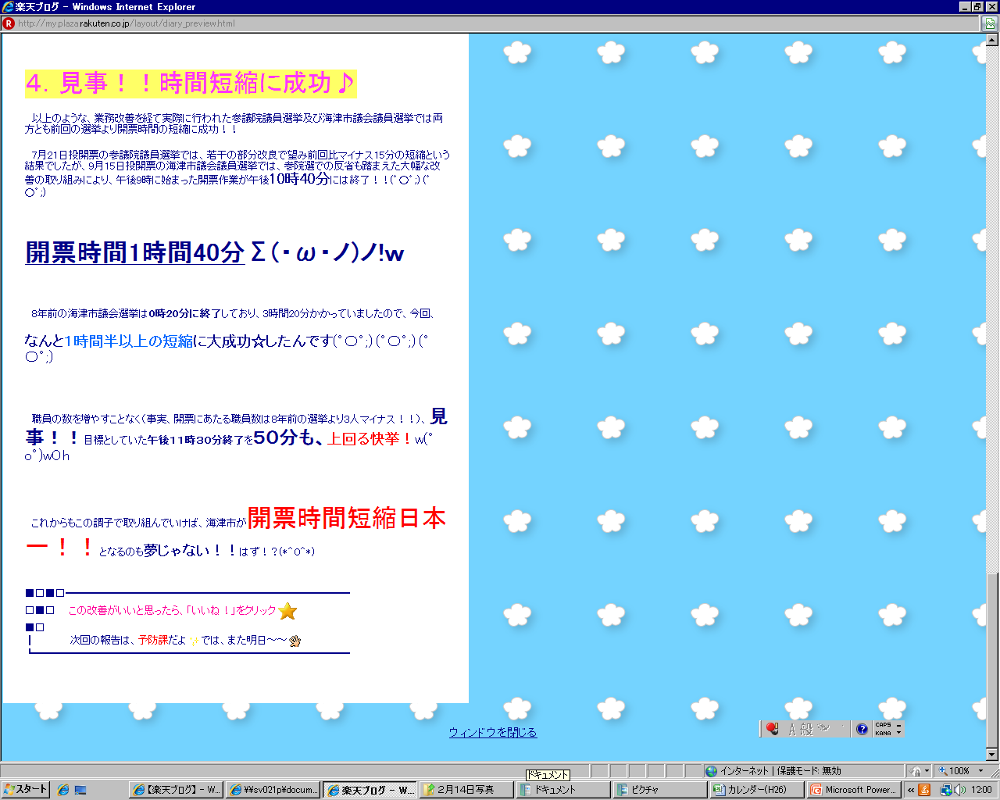 楽天ブログ - Windows Internet Explorer
http://my.plaza.rakuten.co.jp/layout/diary_preview.html
4. 見事！！時間短縮に成功♪
以上のような、業務改善を経て実際に行われた参議院議員選挙及び海津市議会議員選挙では両
方とも前回の選挙より開票時間の短縮に成功！！
7月21日投開票の参議院議員選挙では、若干の部分改良で望み前回比マイナス15分の短縮という
結果でしたが、9月15日投開票の海津市議会議員選挙では、参院選での反省も踏まえた大幅な改
善の取り組みにより、午後9時に始まった開票作業が午後10時40分には終了！！(ﾟ〇ﾟ;)(ﾟ
〇ﾟ;)
開票時間1時間40分Σ(・ω・ノ)ノ!w
8年前の海津市議会選挙は0時20分に終了しており、3時間20分かかっていましたので、今回、
なんと1時間半以上の短縮に大成功☆したんです(ﾟ〇ﾟ;)(ﾟ〇ﾟ;)(ﾟ
〇ﾟ;)
職員の数を増やすことなく（事実、開票にあたる職員数は8年前の選挙より3人マイナス！！）、見
事！！目標としていた午後11時30分終了を50分も、上回る快挙！w(ﾟ
oﾟ)wOh
これからもこの調子で取り組んでいけば、海津市が開票時間短縮日本
一！！となるのも夢じゃない！！はず！？(*^0^*)
■□■□
□■□ この改善がいいと思ったら、「いいね！」をクリック
■□
次回の報告は、予防課だよ では、また明日～～
ウィンドウを閉じる
A 般
CAPS
KANA
ドキュメント
インターネット | 保護モード: 無効
100%
スタート
【楽天ブログ】 - W...
\\sv021p\docum...
楽天ブログ - W...
２月14日写真
ドキュメント
ピクチャ
カレンダー(H26)
Microsoft Power...
«
12:00